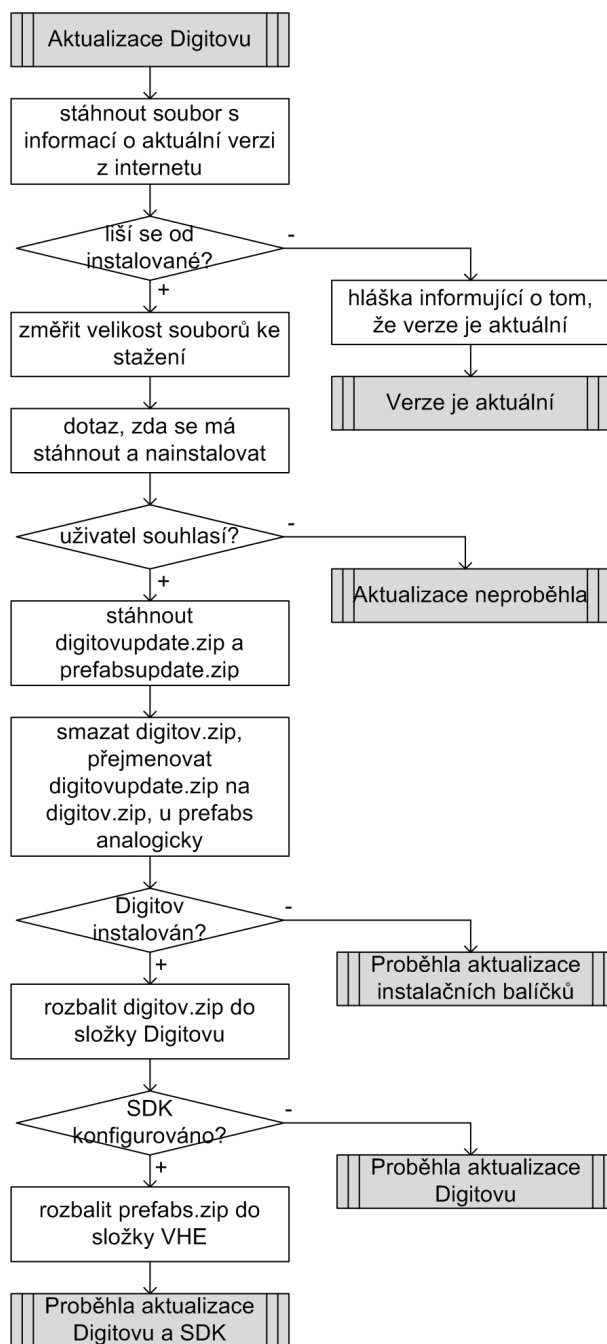 Aktualizace Digitovu
stáhnout soubor s
informací o aktuální verzi
z internetu
liší se od
instalované?
-
+
hláška informující o tom,
že verze je aktuální
změřit velikost souborů ke
stažení
Verze je aktuální
dotaz, zda se má
stáhnout a nainstalovat
uživatel souhlasí?
-
+
Aktualizace neproběhla
stáhnout
digitovupdate.zip a
prefabsupdate.zip
smazat digitov.zip,
přejmenovat
digitovupdate.zip na
digitov.zip, u prefabs
analogicky
Digitov
instalován?
-
+
Proběhla aktualizace
instalačních balíčků
rozbalit digitov.zip do
složky Digitovu
SDK
konfigurováno?
-
+
Proběhla aktualizace
Digitovu
rozbalit prefabs.zip do
složky VHE
Proběhla aktualizace
Digitovu a SDK